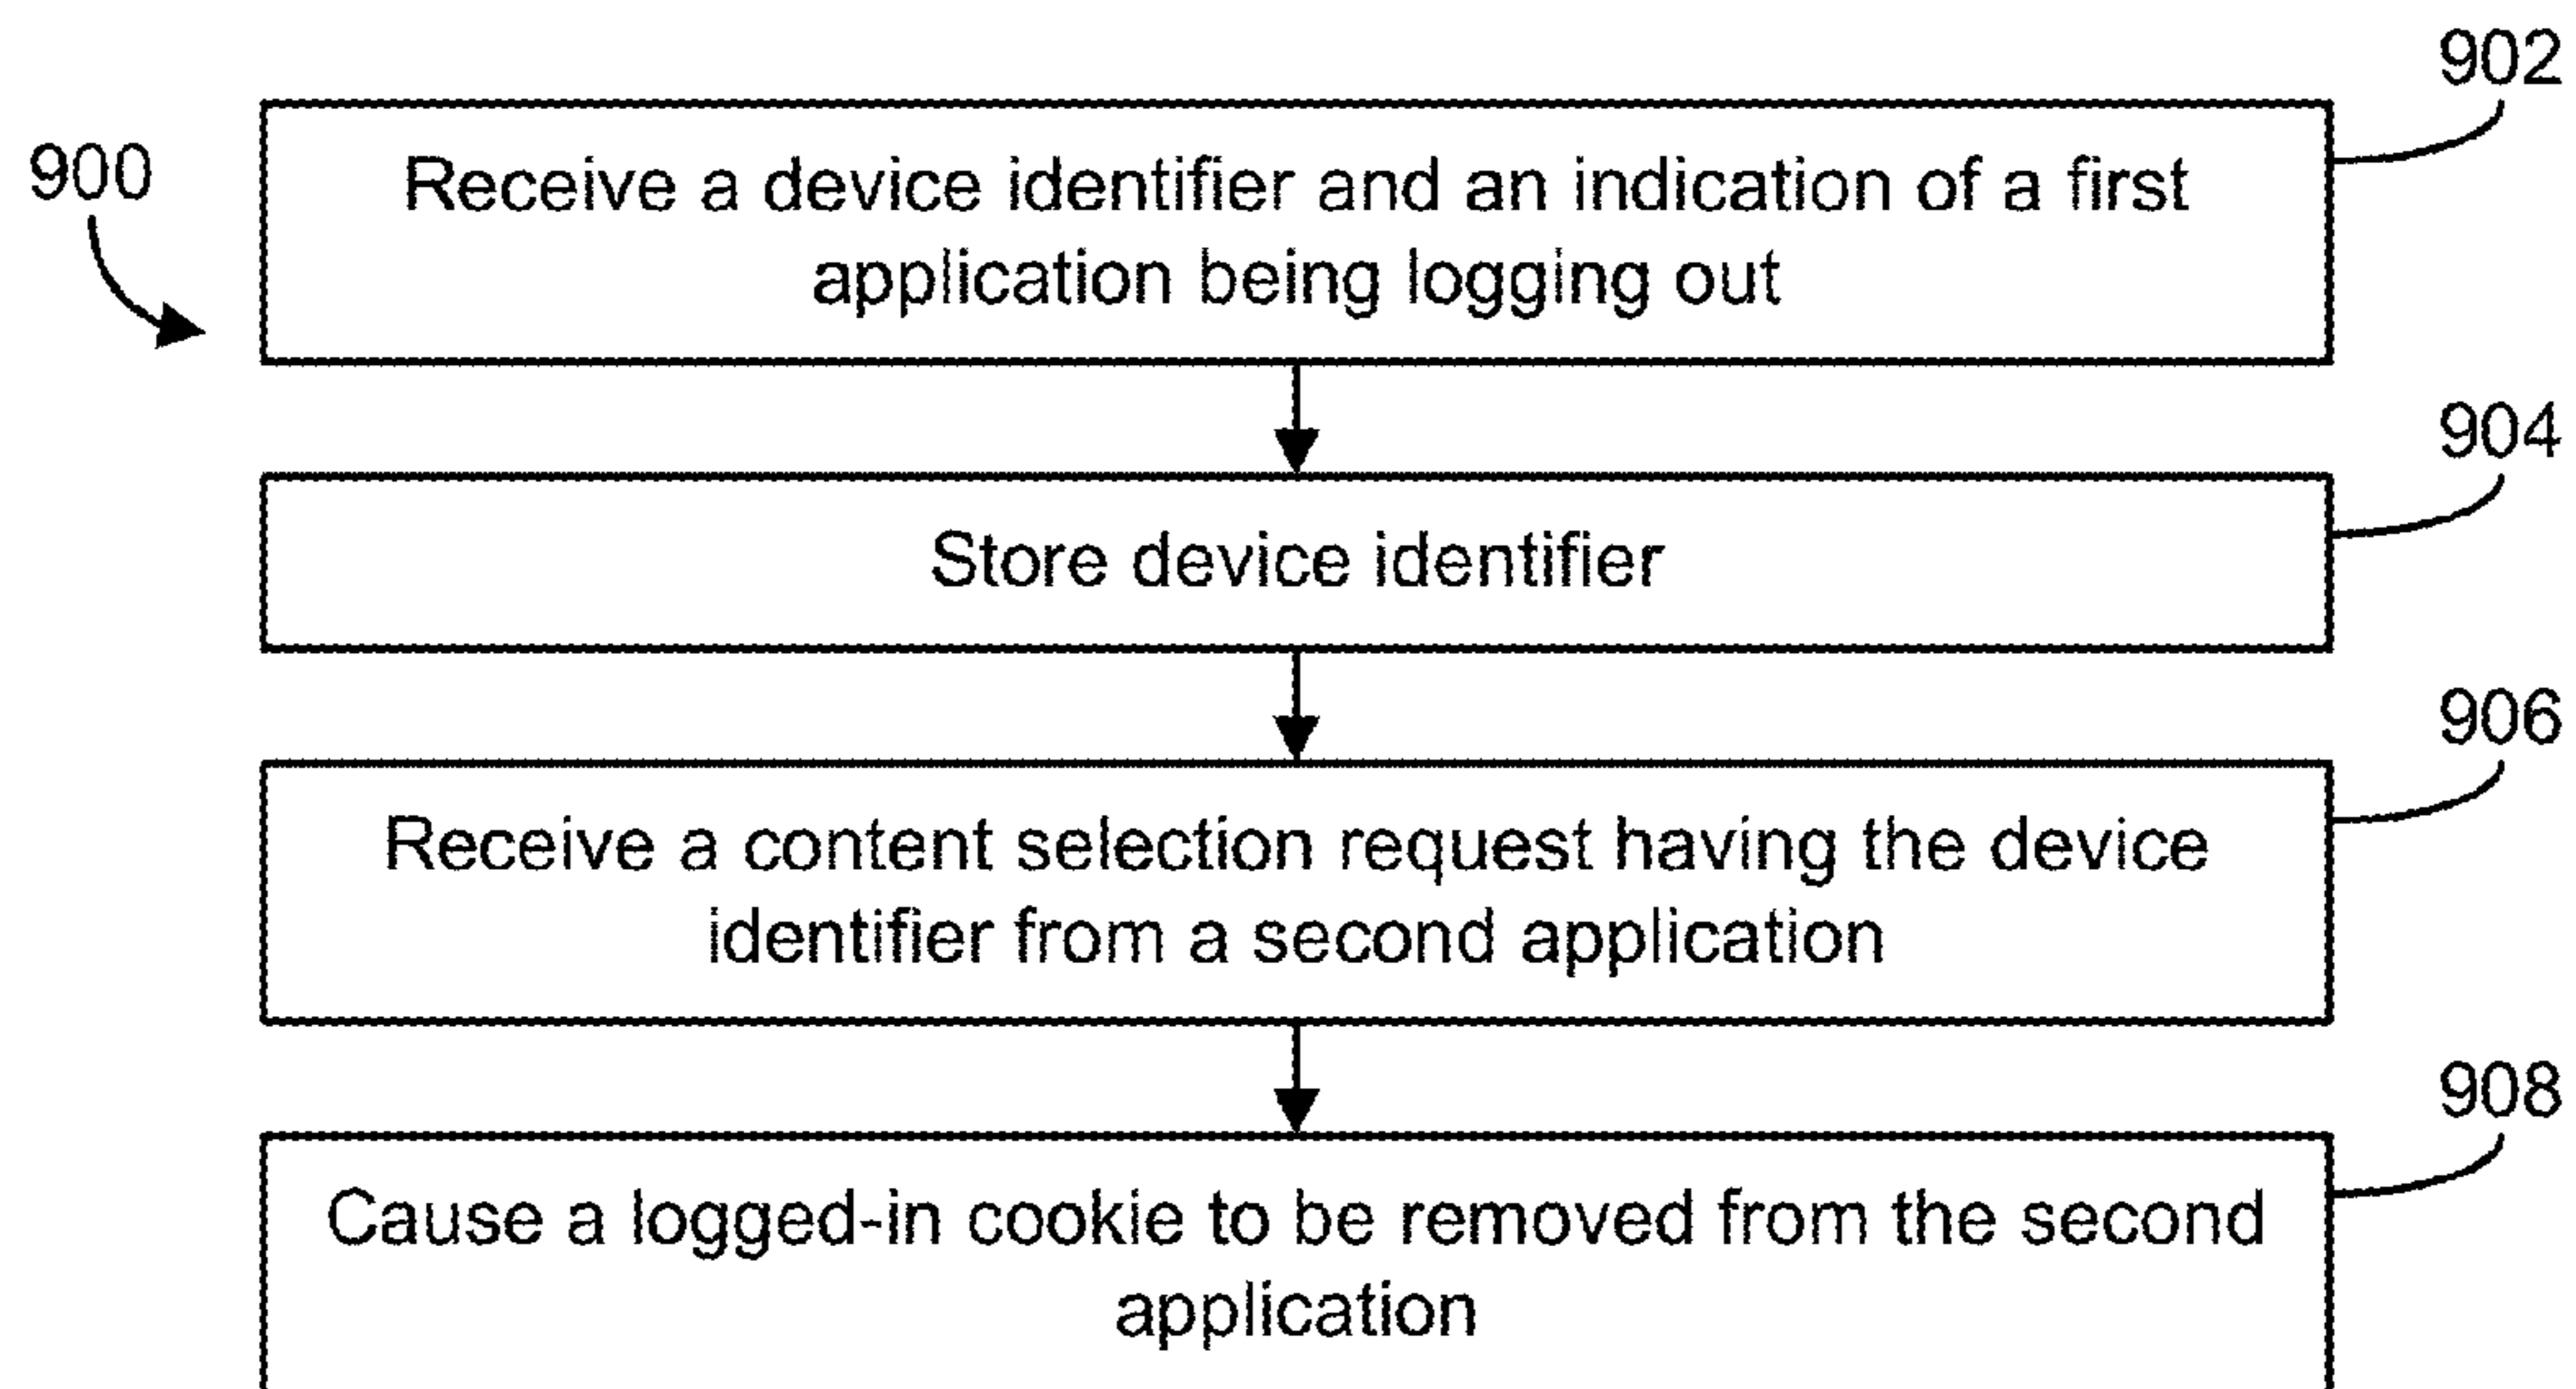 902
900
Receive a device identifier and an indication of a first
application being logging out
904
Store device identifier
906
Receive a content selection request having the device
identifier from a second application
908
Cause a logged-in cookie to be removed from the second
application